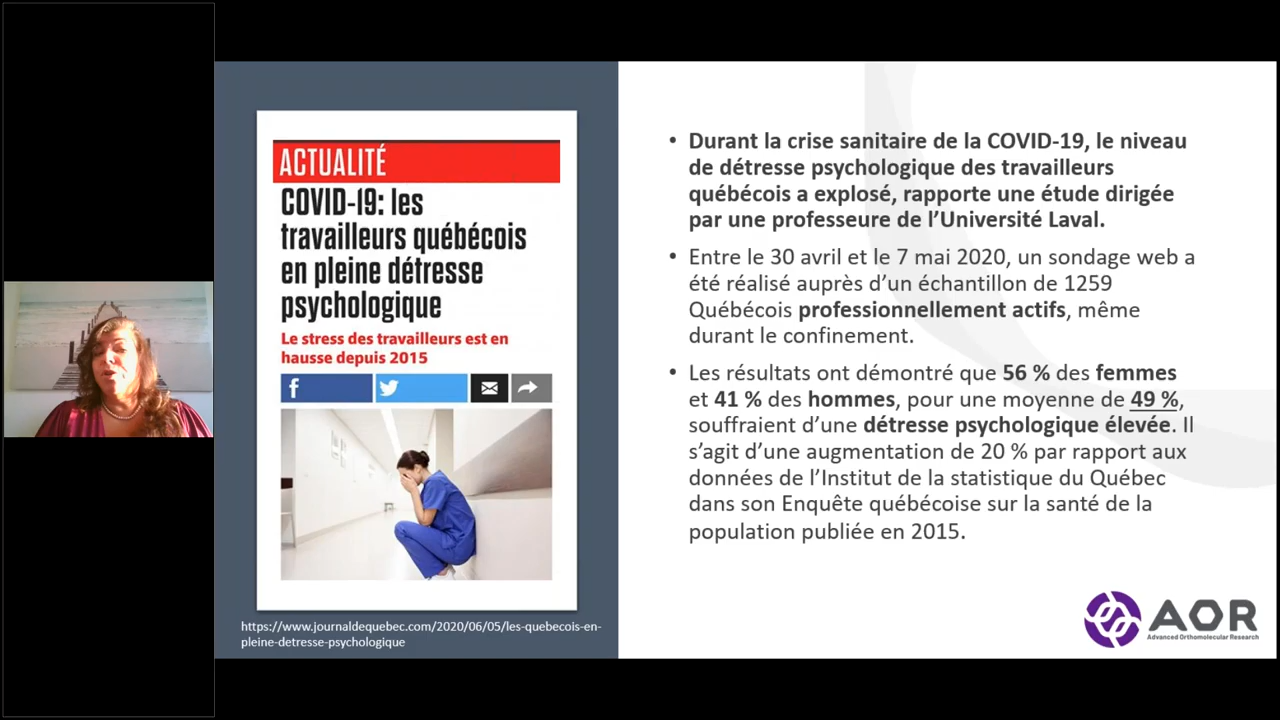 ACTUALITÉ
COVID-19: les
travailleurs québécois
en pleine détresse
psychologique
Le stress des travailleurs est en
hausse depuis 2015
https://www.journaldequebec.com/2020/06/05/les-quebecois-en-
pleine-detresse-psychologique
• Durant la crise sanitaire de la COVID-19, le niveau
de détresse psychologique des travailleurs
québécois a explosé, rapporte une étude dirigée
par une professeure de l’Université Laval.
• Entre le 30 avril et le 7 mai 2020, un sondage web a
été réalisé auprès d’un échantillon de 1259
Québécois professionnellement actifs, même
durant le confinement.
• Les résultats ont démontré que 56 % des femmes
et 41 % des hommes, pour une moyenne de 49 %,
souffraient d’une détresse psychologique élevée. Il
s’agit d’une augmentation de 20 % par rapport aux
données de l’Institut de la statistique du Québec
dans son Enquête québécoise sur la santé de la
population publiée en 2015.
AOR
Advanced Orthomolecular Research